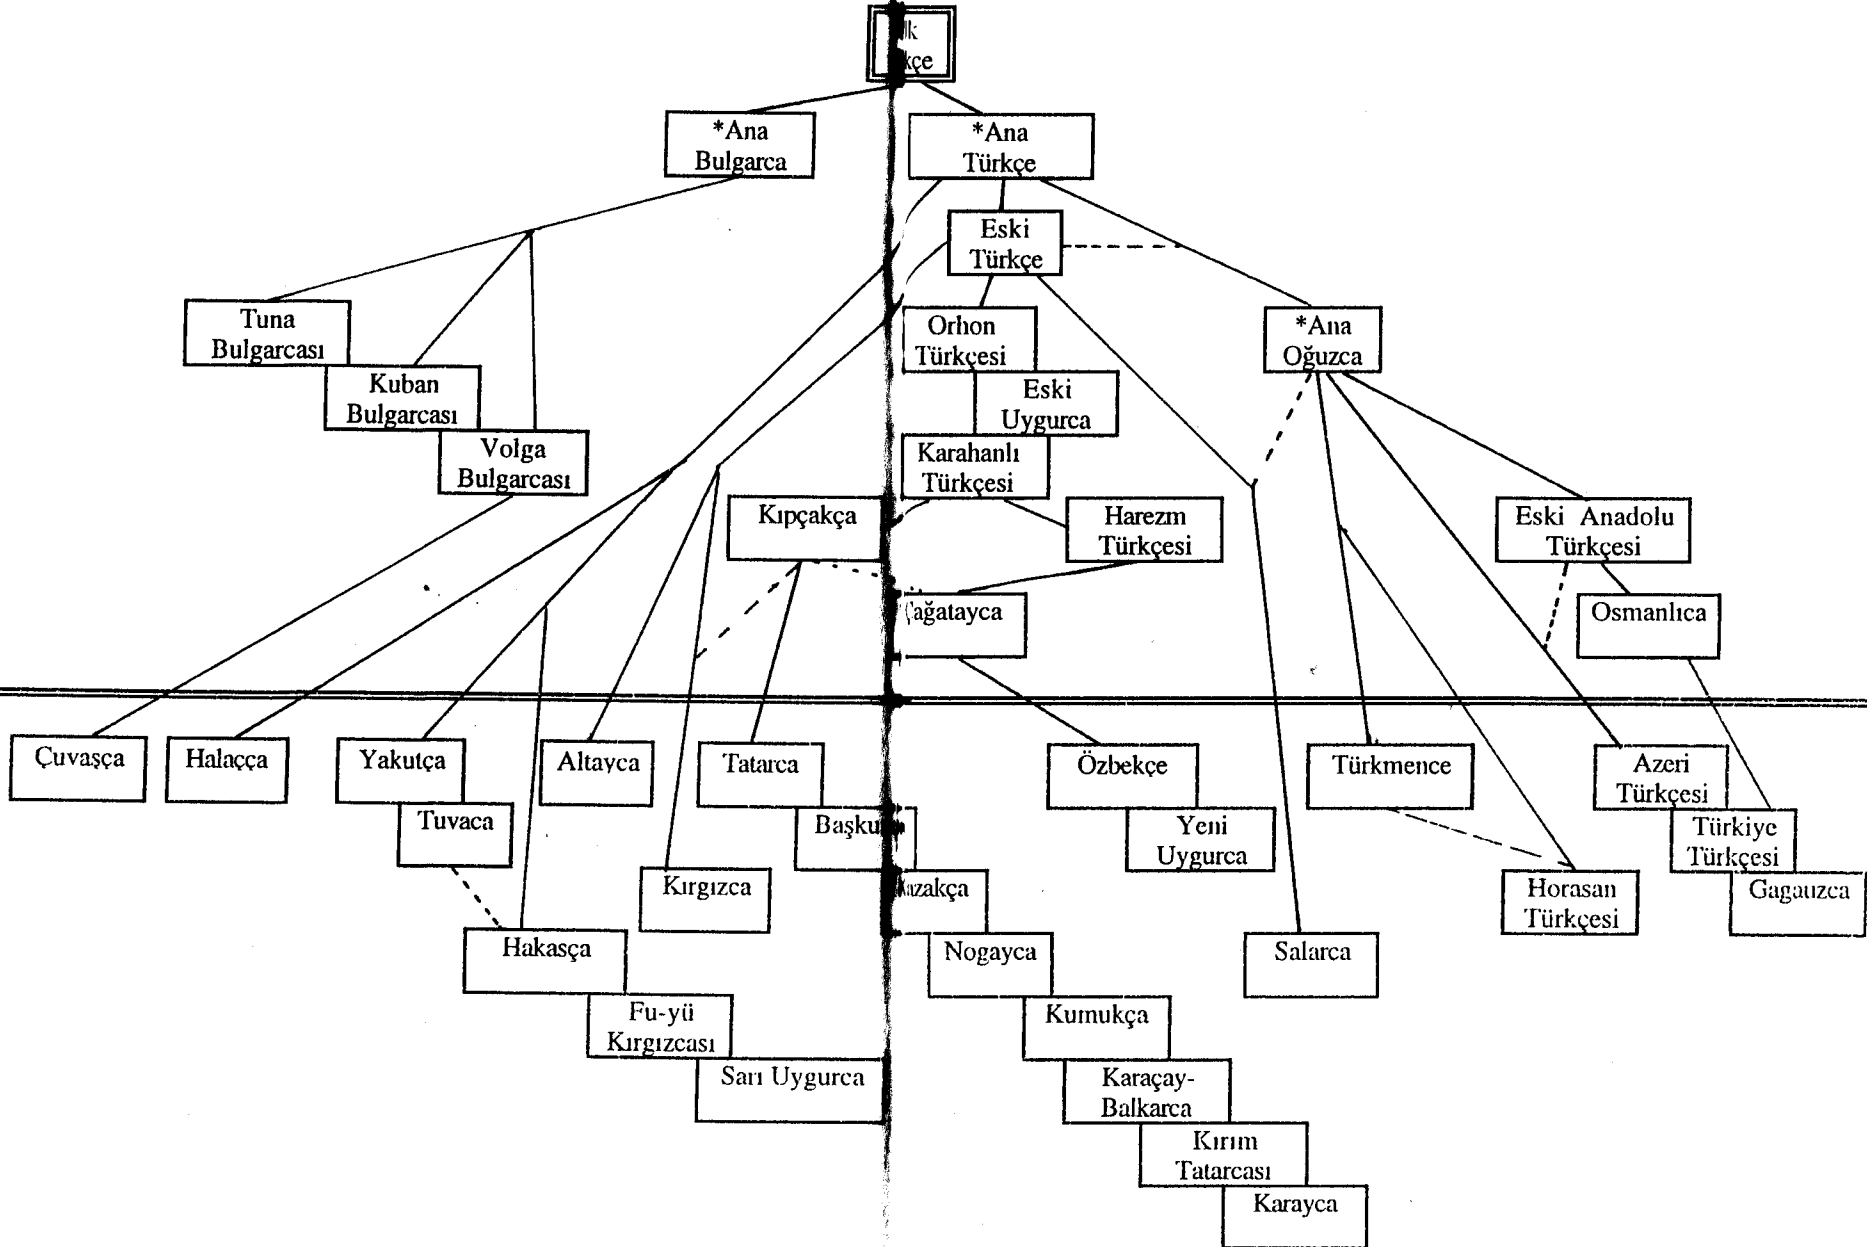 *Ana
Bulgarca
*Ana
Türkçe
Eski
Türkçe
Tuna
Bulgarcası
Kuban
Bulgarcası
Volga
Bulgarcası
Orhon
Türkçesi
Eski
Uygurca
*Ana
Oğuzca
Karahanlı
Türkçesi
Kıpçakça
Harezm
Türkçesi
Eski Anadolu
Türkçesi
Osmanlıca
Çuvaşça
Halaçça
Yakutça
Tuvaca
Altayca
Tatarca
Kırgızca
Hakasça
Fu-yü
Kırgızcası
Sarı Uygurca
Nogayca
Kumukça
Karaçay-
Balkarca
Kırım
Tatarcası
Karayca
Özbekçe
Yeni
Uygurca
Salarca
Türkmence
Horasan
Türkçesi
Azeri
Türkçesi
Türkiye
Türkçesi
Gagauzca